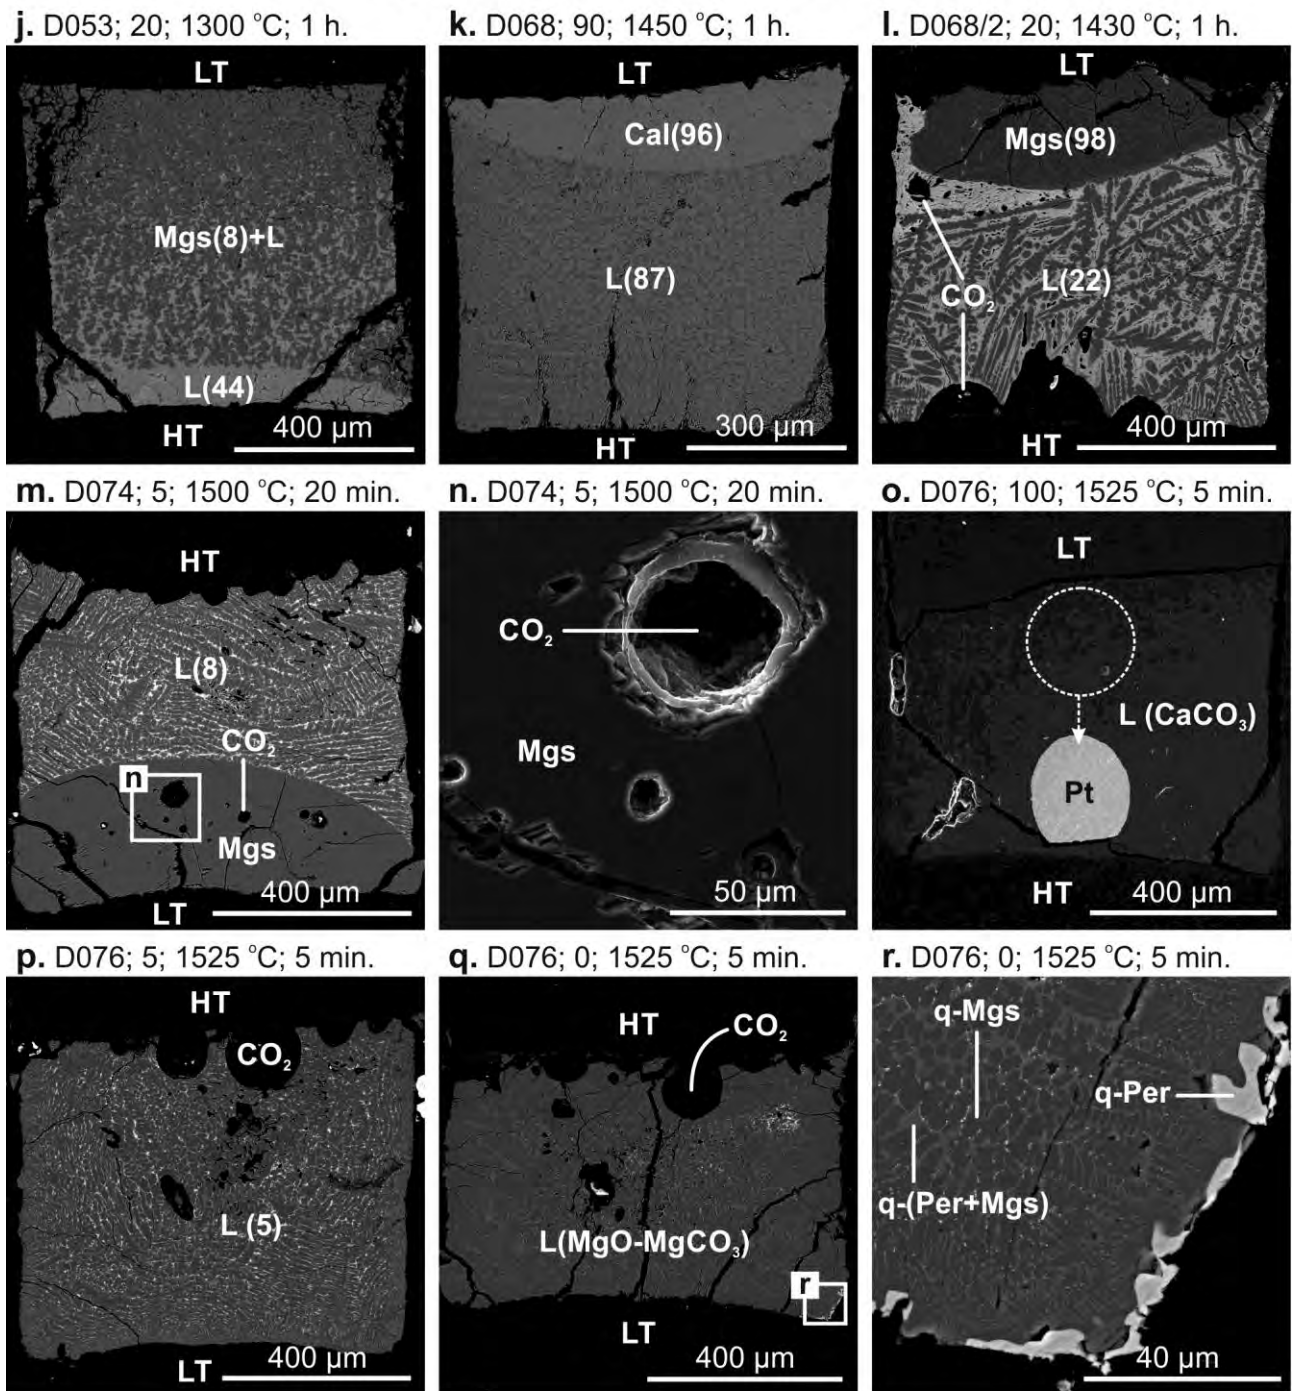 j. D053; 20; 1300 °C; 1 h.
LT
Mgs(8)+L
L(44)
HT
400 µm
k. D068; 90; 1450 °C; 1 h.
LT
Cal(96)
L(87)
HT
300 µm
l. D068/2; 20; 1430 °C; 1 h.
LT
Mgs(98)
L(22)
CO₂
HT
400 µm
m. D074; 5; 1500 °C; 20 min.
HT
L(8)
CO₂
n
Mgs
LT
400 µm
n. D074; 5; 1500 °C; 20 min.
CO₂
Mgs
50 µm
o. D076; 100; 1525 °C; 5 min.
LT
L (CaCO₃)
Pt
HT
400 µm
p. D076; 5; 1525 °C; 5 min.
HT
CO₂
L (5)
LT
400 µm
q. D076; 0; 1525 °C; 5 min.
HT
CO₂
L(MgO-MgCO₃)
r
LT
400 µm
r. D076; 0; 1525 °C; 5 min.
q-Mgs
q-Per
q-(Per+Mgs)
40 µm